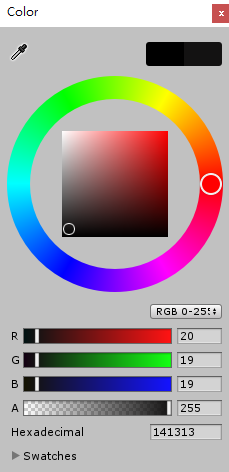 Color
x
RGB 0-255
R 20
G 19
B 19
A 255
Hexadecimal 141313
Swatches